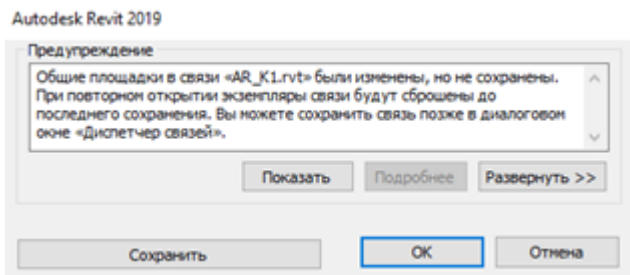 Autodesk Revit 2019
Предупреждение
Общие площадки в связи «AR_K1.rvt» были изменены, но не сохранены.
При повторном открытии экземпляры связи будут сброшены до
последнего сохранения. Вы можете сохранить связь позже в диалоговом
окне «Диспетчер связей».
Показать Подробнее Развернуть >>
Сохранить OK Отмена